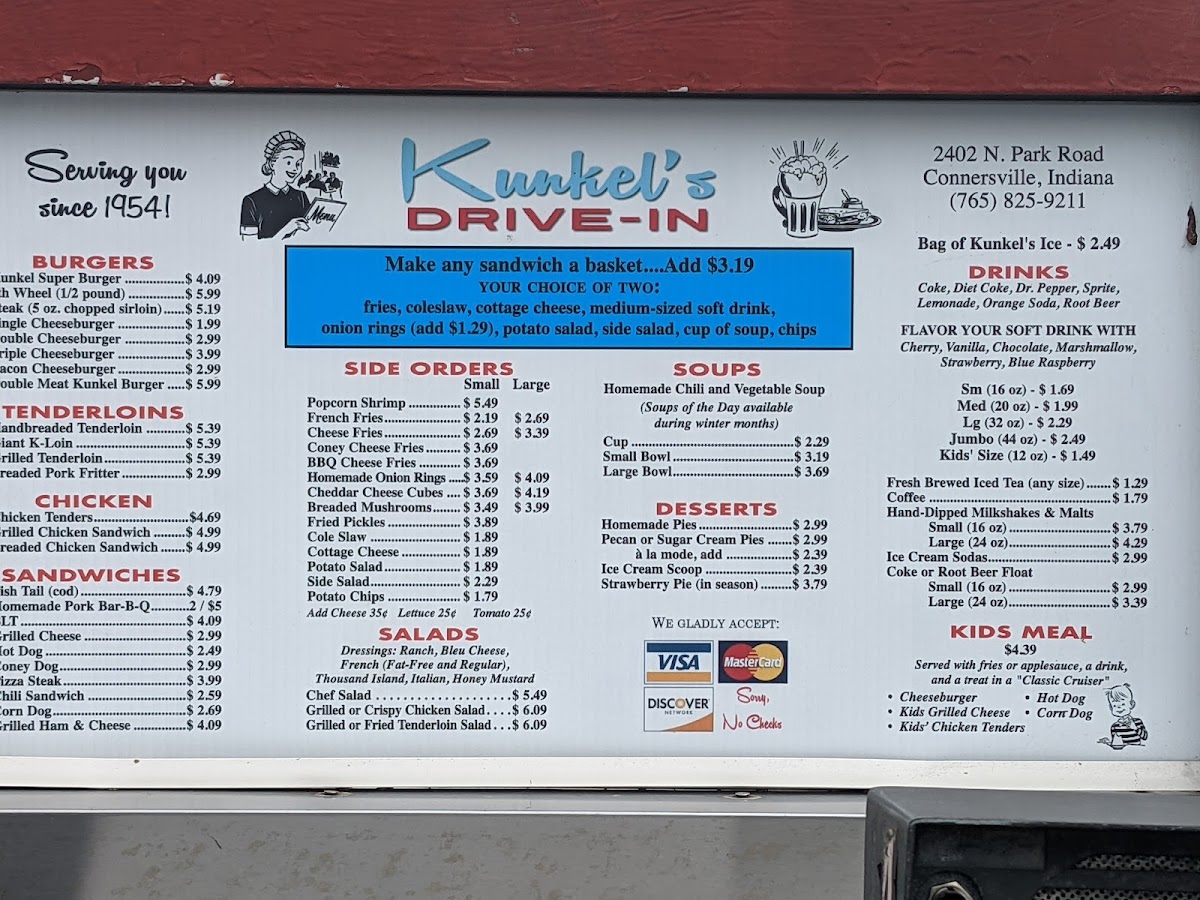 Serving you
since 1954!
Menu
Kunkel's
DRIVE-IN
Make any sandwich a basket....Add $3.19
YOUR CHOICE OF TWO:
fries, coleslaw, cottage cheese, medium-sized soft drink,
onion rings (add $1.29), potato salad, side salad, cup of soup, chips
2402 N. Park Road
Connersville, Indiana
(765) 825-9211
Bag of Kunkel's Ice - $ 2.49
BURGERS
unkel Super Burger ............... $ 4.09
th Wheel (1/2 pound) .............. $ 5.99
teak (5 oz. chopped sirloin)...... $ 5.19
ingle Cheeseburger ................ $ 1.99
ouble Cheeseburger ............... $ 2.99
riple Cheeseburger ................ $ 3.99
acon Cheeseburger ................ $ 2.99
ouble Meat Kunkel Burger ..... $ 5.99
TENDERLOINS
andbreaded Tenderloin .......... $ 5.39
iant K-Loin ........................... $ 5.39
rilled Tenderloin..................... $ 5.39
readed Pork Fritter ................. $ 2.99
CHICKEN
hicken Tenders........................ $4.69
rilled Chicken Sandwich ........ $ 4.99
readed Chicken Sandwich ....... $ 4.99
SANDWICHES
ish Tail (cod)........................... $ 4.79
omemade Pork Bar-B-Q.........2 / $5
LT ........................................ $ 4.09
rilled Cheese .......................... $ 2.99
ot Dog .................................... $ 2.49
oney Dog................................. $ 2.99
izza Steak................................ $ 3.99
hili Sandwich ......................... $ 2.59
orn Dog................................... $ 2.69
rilled Ham & Cheese .............. $ 4.09
SIDE ORDERS
Small Large
Popcorn Shrimp .............. $ 5.49
French Fries.................... $ 2.19 $ 2.69
Cheese Fries.................... $ 2.69 $ 3.39
Coney Cheese Fries......... $ 3.69
BBQ Cheese Fries ........... $ 3.69
Homemade Onion Rings ....$ 3.59 $ 4.09
Cheddar Cheese Cubes .... $ 3.69 $ 4.19
Breaded Mushrooms........ $ 3.49 $ 3.99
Fried Pickles ................... $ 3.89
Cole Slaw ....................... $ 1.89
Cottage Cheese ............... $ 1.89
Potato Salad.................... $ 1.89
Side Salad....................... $ 2.29
Potato Chips ................... $ 1.79
Add Cheese 35¢ Lettuce 25¢ Tomato 25¢
SALADS
Dressings: Ranch, Bleu Cheese,
French (Fat-Free and Regular),
Thousand Island, Italian, Honey Mustard
Chef Salad . . . . . . . . . . . . . . . . . . . $ 5.49
Grilled or Crispy Chicken Salad. . . . $ 6.09
Grilled or Fried Tenderloin Salad . . . $ 6.09
SOUPS
Homemade Chili and Vegetable Soup
(Soups of the Day available
during winter months)
Cup ........................................ $ 2.29
Small Bowl ............................. $ 3.19
Large Bowl............................. $ 3.69
DESSERTS
Homemade Pies ...................... $ 2.99
Pecan or Sugar Cream Pies ...... $ 2.99
à la mode, add ................ $ 2.39
Ice Cream Scoop .................... $ 2.39
Strawberry Pie (in season) ....... $ 3.79
WE GLADLY ACCEPT:
VISA
MasterCard
DISCOVER
NETWORK
Sorry,
No Checks
DRINKS
Coke, Diet Coke, Dr. Pepper, Sprite,
Lemonade, Orange Soda, Root Beer
FLAVOR YOUR SOFT DRINK WITH
Cherry, Vanilla, Chocolate, Marshmallow,
Strawberry, Blue Raspberry
Sm (16 oz) - $ 1.69
Med (20 oz) - $ 1.99
Lg (32 oz) - $ 2.29
Jumbo (44 oz) - $ 2.49
Kids' Size (12 oz) - $ 1.49
Fresh Brewed Iced Tea (any size)...... $ 1.29
Coffee ........................................... $ 1.79
Hand-Dipped Milkshakes & Malts
Small (16 oz)........................ $ 3.79
Large (24 oz)........................ $ 4.29
Ice Cream Sodas............................. $ 2.99
Coke or Root Beer Float
Small (16 oz) ........................ $ 2.99
Large (24 oz)........................ $ 3.39
KIDS MEAL
$4.39
Served with fries or applesauce, a drink,
and a treat in a "Classic Cruiser"
• Cheeseburger • Hot Dog
• Kids Grilled Cheese • Corn Dog
• Kids' Chicken Tenders